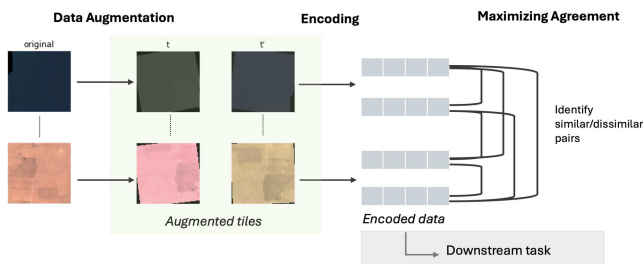 Data Augmentation
Encoding
Maximizing Agreement
original
t
t'
Identify
similar/dissimilar
pairs
Augmented tiles
Encoded data
Downstream task